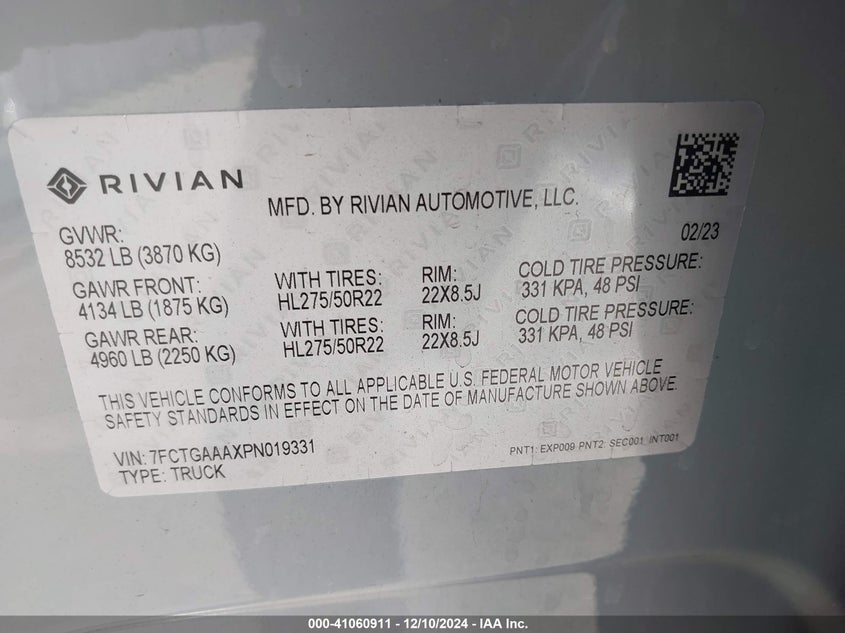 RIVIAN
MFD. BY RIVIAN AUTOMOTIVE, LLC.
02/23
GVWR:
8532 LB (3870 KG)
GAWR FRONT: WITH TIRES: RIM: COLD TIRE PRESSURE:
4134 LB (1875 KG) HL275/50R22 22X8.5J 331 KPA, 48 PSI
GAWR REAR: WITH TIRES: RIM: COLD TIRE PRESSURE:
4960 LB (2250 KG) HL275/50R22 22X8.5J 331 KPA, 48 PSI
THIS VEHICLE CONFORMS TO ALL APPLICABLE U.S. FEDERAL MOTOR VEHICLE
SAFETY STANDARDS IN EFFECT ON THE DATE OF MANUFACTURE SHOWN ABOVE.
VIN: 7FCTGAAAXPN019331
PNT1: EXP009 PNT2: SEC001 INT001
TYPE: TRUCK
000-41060911 - 12/10/2024 - IAA Inc.